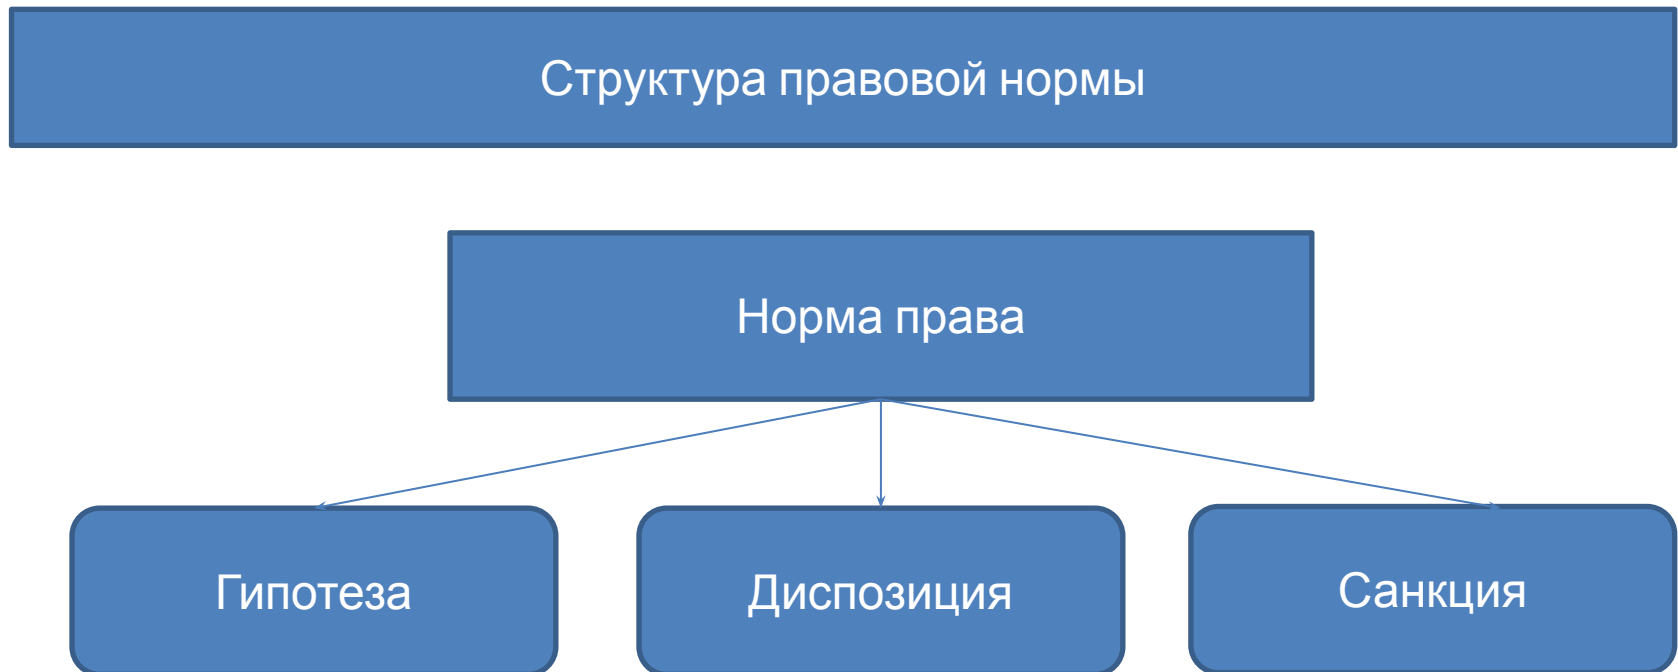 Структура правовой нормы
Норма права
Гипотеза
Диспозиция
Санкция